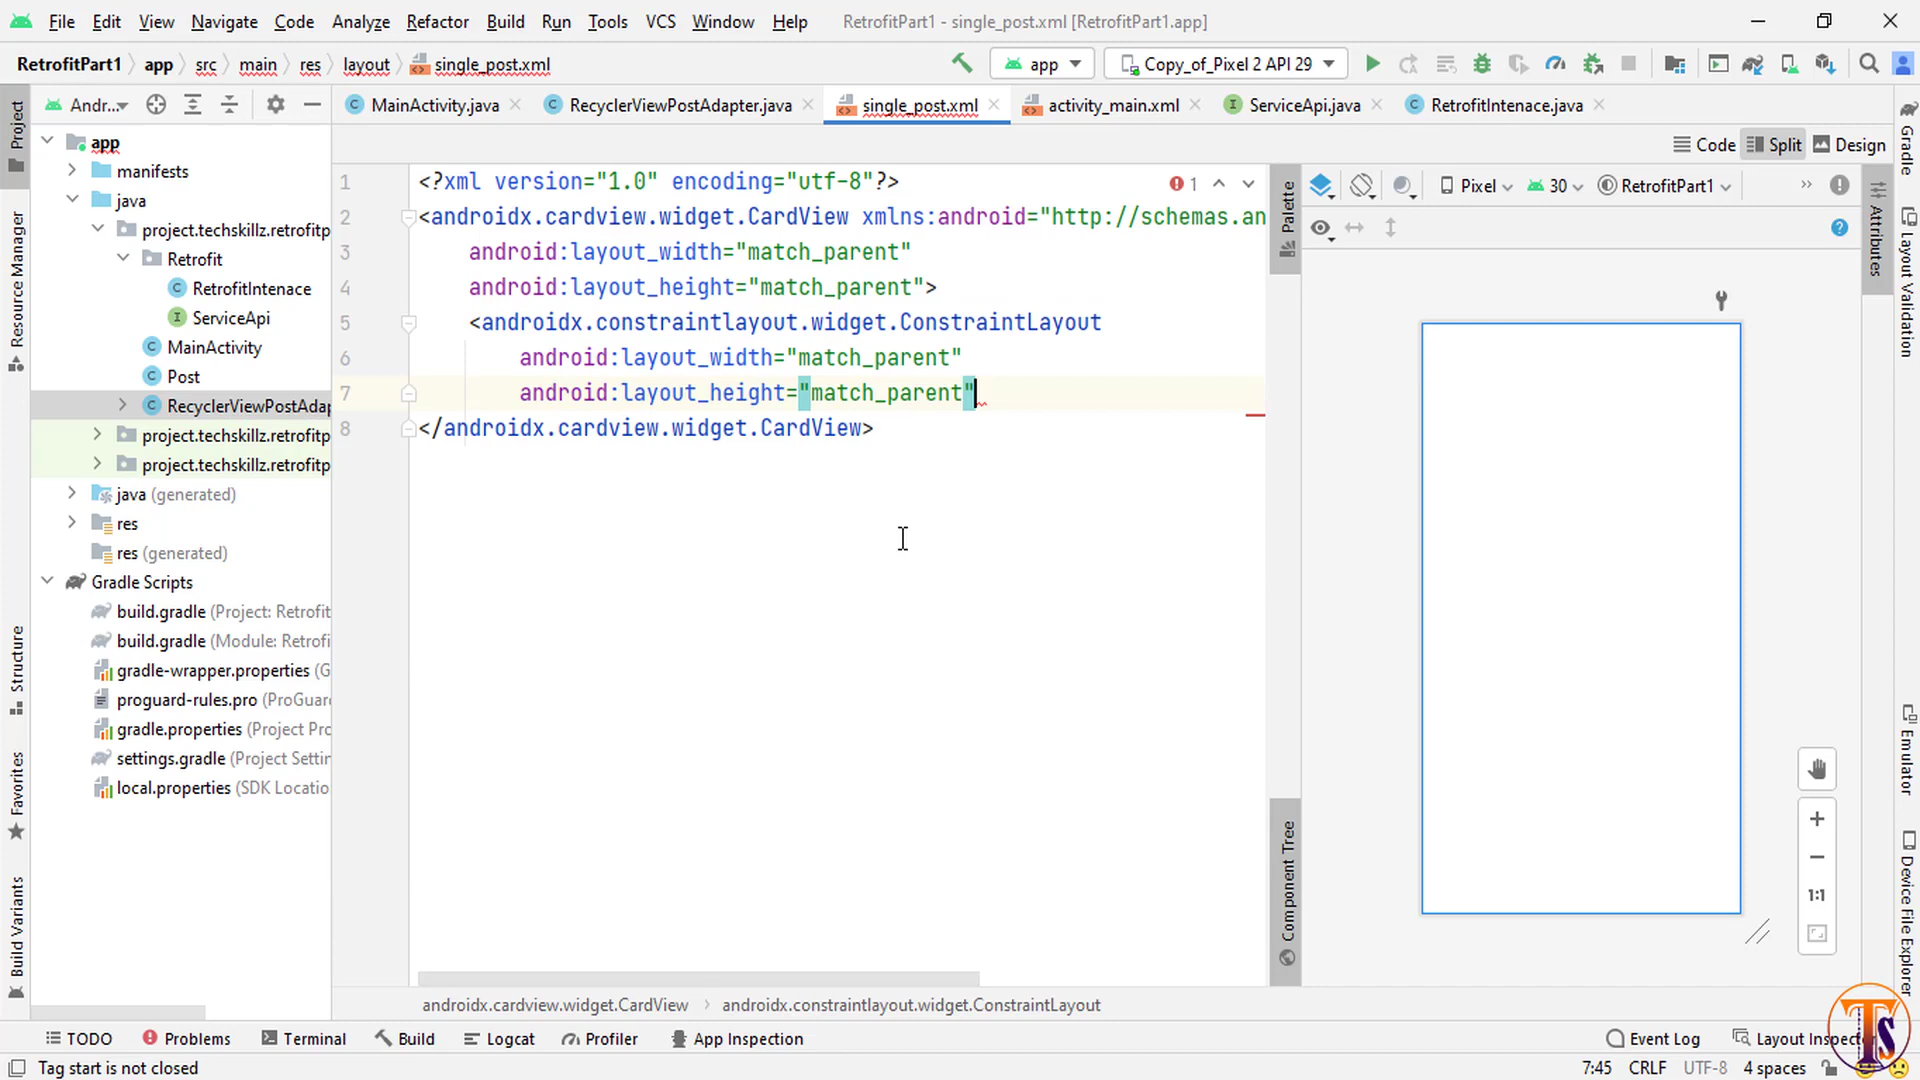 File Edit View Navigate Code Analyze Refactor Build Run Tools VCS Window Help RetrofitPart1 - single_post.xml [RetrofitPart1.app]
RetrofitPart1 app src main res layout single_post.xml app Copy_of_Pixel 2 API 29
Andr... MainActivity.java RecyclerViewPostAdapter.java single_post.xml activity_main.xml ServiceApi.java RetrofitIntenace.java
Code Split Design
Project
Resource Manager
Structure
Favorites
Build Variants
app
manifests
java
project.techskillz.retrofitp
Retrofit
RetrofitIntenace
ServiceApi
MainActivity
Post
RecyclerViewPostAdap
project.techskillz.retrofitp
project.techskillz.retrofitp
java (generated)
res
res (generated)
Gradle Scripts
build.gradle (Project: Retrofit
build.gradle (Module: Retrofi
gradle-wrapper.properties (G
proguard-rules.pro (ProGuar
gradle.properties (Project Pro
settings.gradle (Project Settin
local.properties (SDK Locatio
1 <?xml version="1.0" encoding="utf-8"?>
2 <androidx.cardview.widget.CardView xmlns:android="http://schemas.an
3 android:layout_width="match_parent"
4 android:layout_height="match_parent">
5 <androidx.constraintlayout.widget.ConstraintLayout
6 android:layout_width="match_parent"
7 android:layout_height="match_parent"
8 </androidx.cardview.widget.CardView>
1
Palette
Component Tree
Pixel 30 RetrofitPart1
1:1
Attributes
Gradle
Layout Validation
Emulator
Device File Explorer
androidx.cardview.widget.CardView androidx.constraintlayout.widget.ConstraintLayout
TODO Problems Terminal Build Logcat Profiler App Inspection Event Log Layout Inspec
Tag start is not closed 7:45 CRLF UTF-8 4 spaces
TS